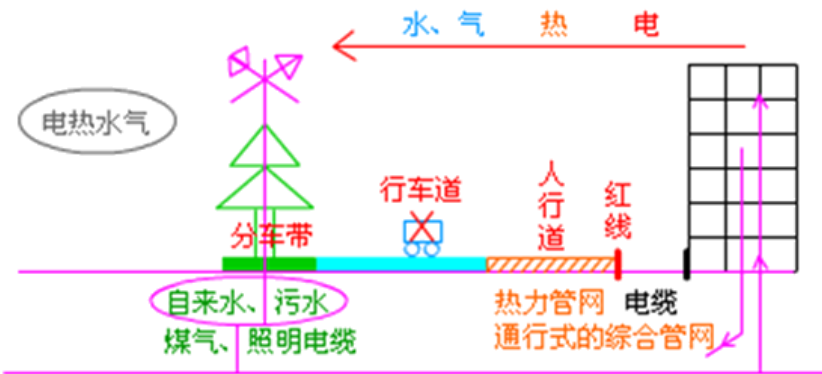 水、气 热 电
电热水气
行车道
人行道
红线
分车带
自来水、污水
煤气、照明电缆
热力管网 电缆
通行式的综合管网